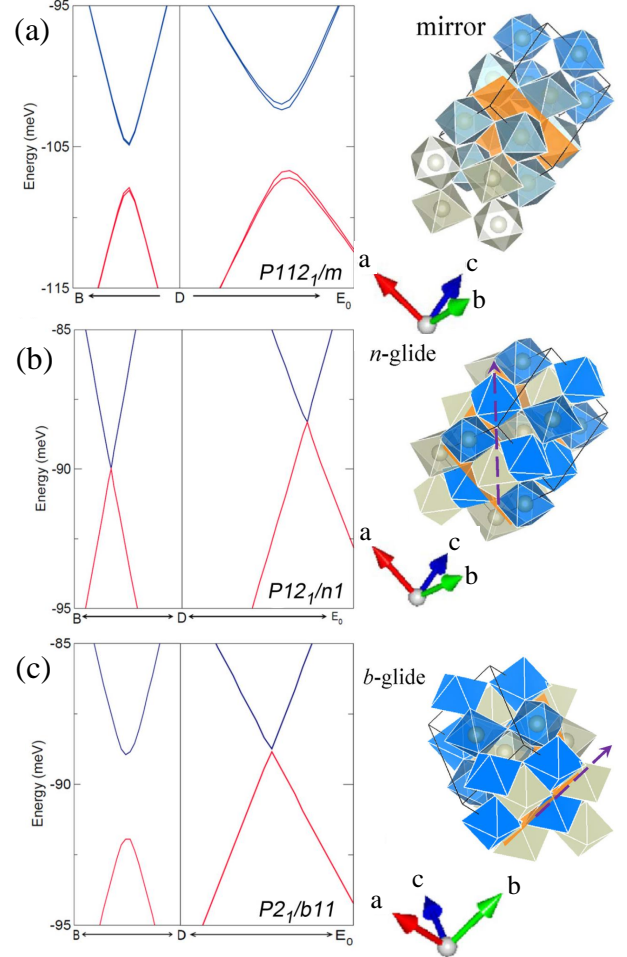 (a)
-95
-105
-115
Energy (meV)
P112₁/m
B
D
E₀
mirror
a
c
b
(b)
-85
-90
-95
Energy (meV)
P12₁/n1
B
D
E₀
n-glide
a
c
b
(c)
-85
-90
-95
Energy (meV)
P2₁/b11
B
D
E₀
b-glide
a
c
b